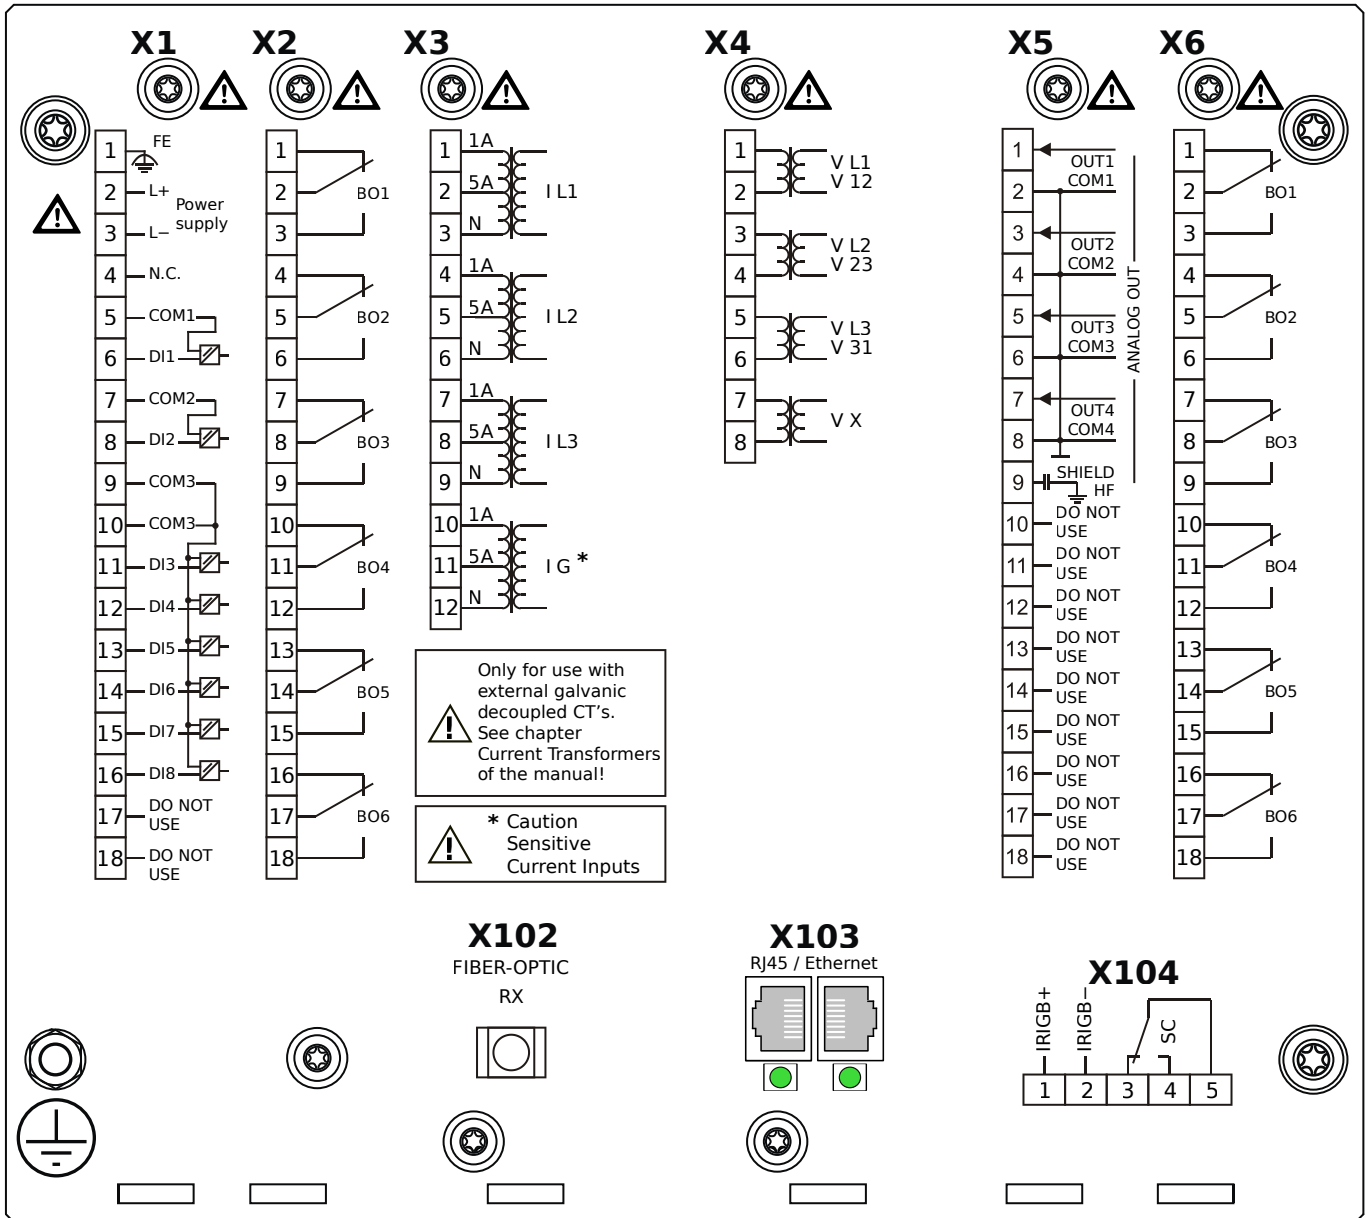 X1 X2 X3 X4 X5 X6
1 FE
2 L+
Power
supply
3 L−
4 N.C.
5 COM1
6 DI1
7 COM2
8 DI2
9 COM3
10 COM3
11 DI3
12 DI4
13 DI5
14 DI6
15 DI7
16 DI8
17 DO NOT
USE
18 DO NOT
USE
1
2 BO1
3
4
5 BO2
6
7
8 BO3
9
10
11 BO4
12
13
14 BO5
15
16
17 BO6
18
1 1A
2 5A I L1
3 N
4 1A
5 5A I L2
6 N
7 1A
8 5A I L3
9 N
10 1A
11 5A I G *
12 N
Only for use with
external galvanic
decoupled CT's.
See chapter
Current Transformers
of the manual!
* Caution
Sensitive
Current Inputs
1 V L1
2 V 12
3 V L2
4 V 23
5 V L3
6 V 31
7 V X
8
1 OUT1
2 COM1
3 OUT2
4 COM2
5 OUT3
6 COM3
7 OUT4
8 COM4
ANALOG OUT
9 SHIELD
HF
10 DO NOT
USE
11 DO NOT
USE
12 DO NOT
USE
13 DO NOT
USE
14 DO NOT
USE
15 DO NOT
USE
16 DO NOT
USE
17 DO NOT
USE
18 DO NOT
USE
1
2 BO1
3
4
5 BO2
6
7
8 BO3
9
10
11 BO4
12
13
14 BO5
15
16
17 BO6
18
X102
FIBER-OPTIC
RX
X103
RJ45 / Ethernet
X104
IRIGB+
IRIGB−
SC
1 2 3 4 5